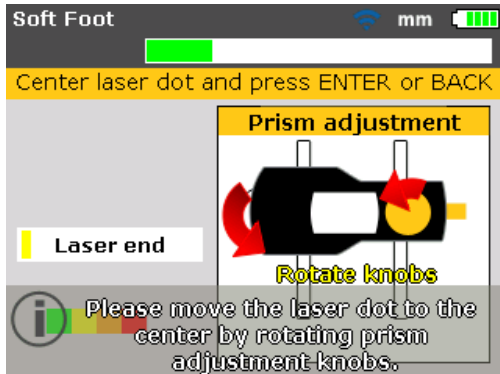 Soft Foot mm
Center laser dot and press ENTER or BACK
Prism adjustment
Laser end
Rotate knobs
Please move the laser dot to the
center by rotating prism
adjustment knobs.